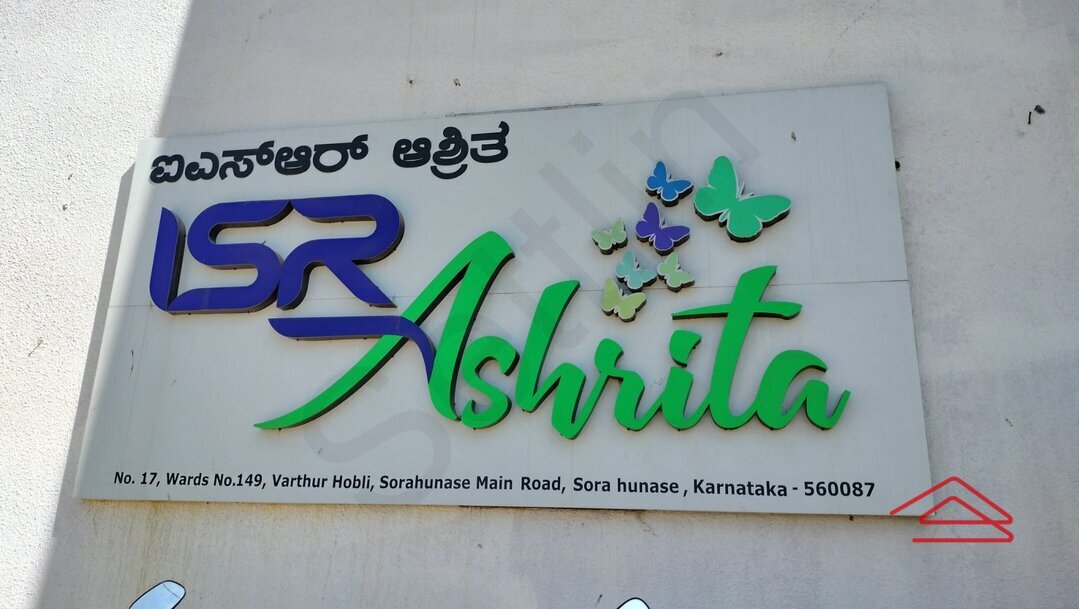 ಐಎಸ್ಆರ್ ಆಶ್ರಿತ
ISR
Ashrita
No. 17, Wards No.149, Varthur Hobli, Sorahunase Main Road, Sora hunase, Karnataka - 560087